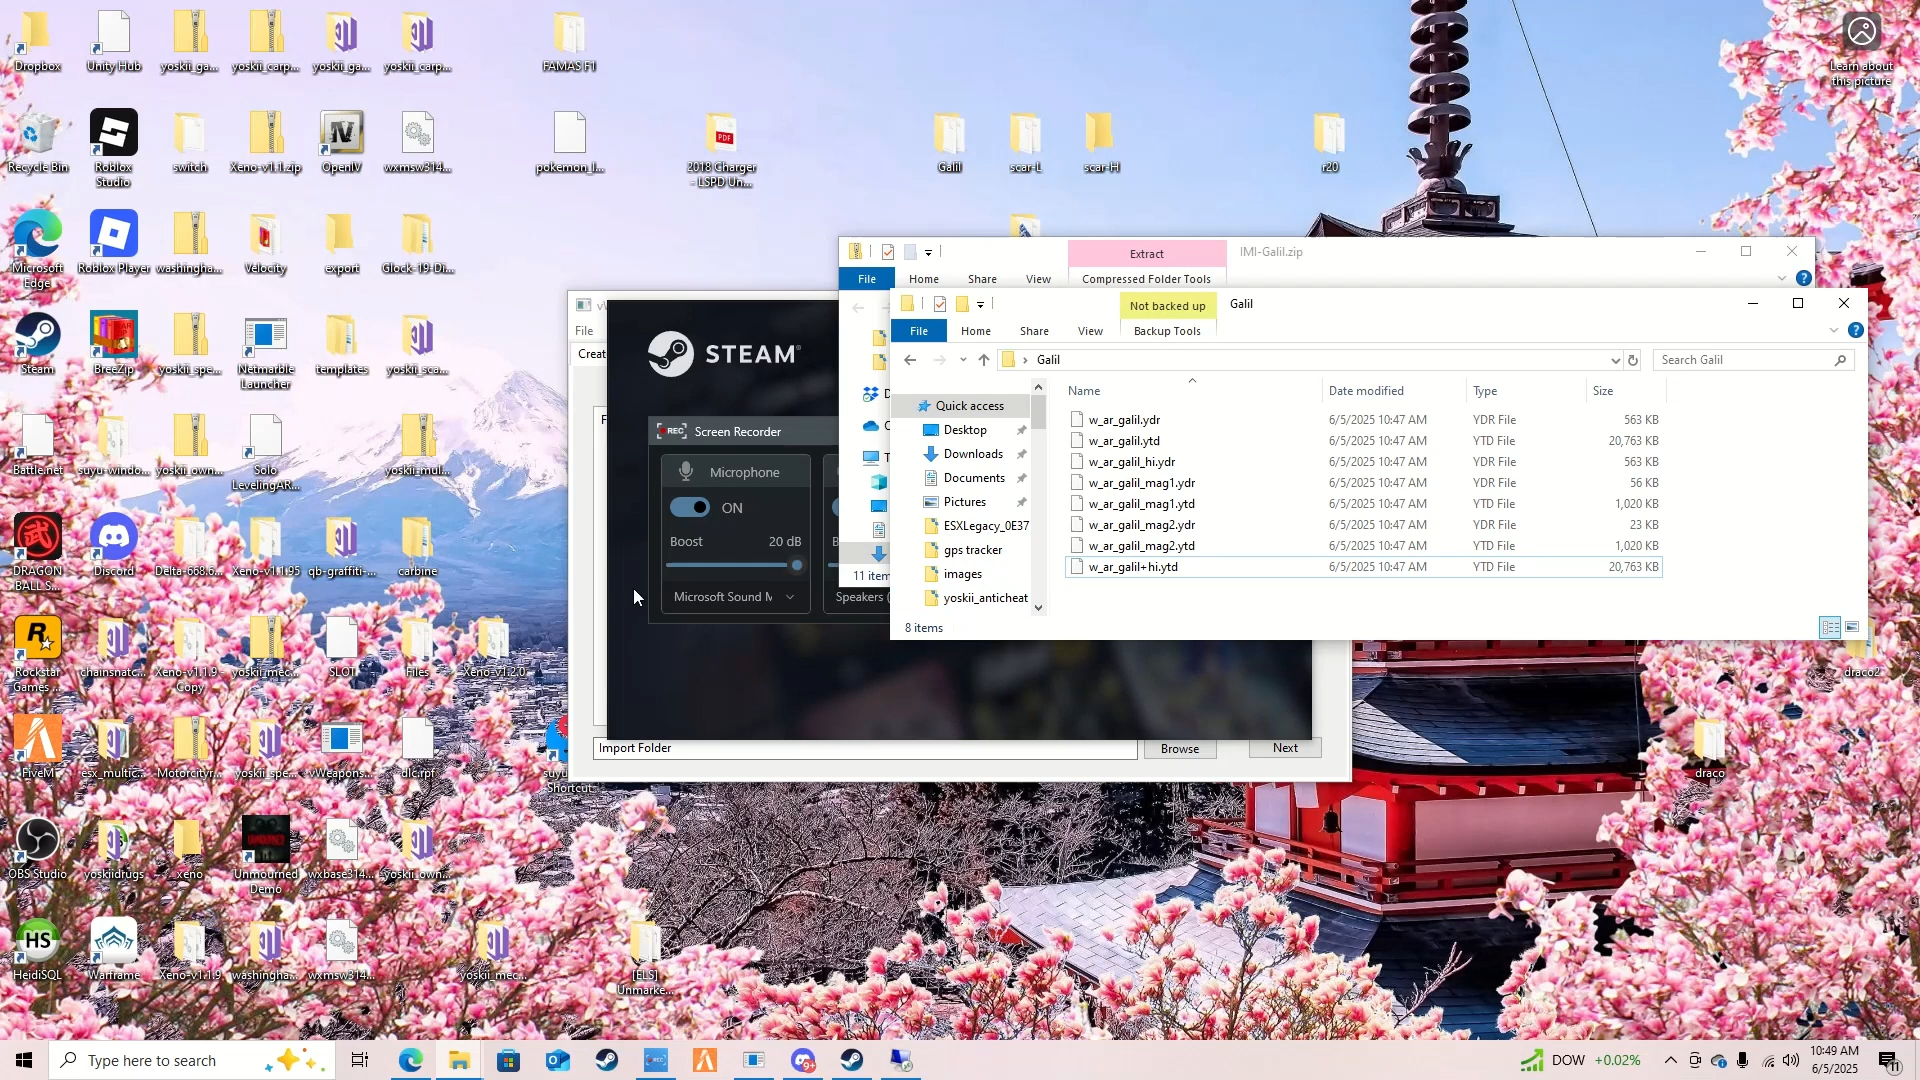 Dropbox
Unity Hub
yoskii_ga...
yoskii_carp...
yoskii_ga...
yoskii_carp...
FAMAS F1
Learn about
this picture
Recycle Bin
Roblox
Studio
switch
Xeno-v1.1.zip
OpenIV
wxmsw314...
pokemon_l...
PDF
2018 Charger
- LSPD Un...
Galil
scar-L
scar-H
r20
Microsoft
Edge
Roblox Player
washingha...
Velocity
export
Glock-19-Di...
Extract
IMI-Galil.zip
File
Home
Share
View
Compressed Folder Tools
Not backed up
Galil
File
Home
Share
View
Backup Tools
Galil
Search Galil
Name
Date modified
Type
Size
Quick access
Desktop
Downloads
Documents
Pictures
ESXLegacy_0E37
gps tracker
images
yoskii_anticheat
w_ar_galil.ydr 6/5/2025 10:47 AM YDR File 563 KB
w_ar_galil.ytd 6/5/2025 10:47 AM YTD File 20,763 KB
w_ar_galil_hi.ydr 6/5/2025 10:47 AM YDR File 563 KB
w_ar_galil_mag1.ydr 6/5/2025 10:47 AM YDR File 56 KB
w_ar_galil_mag1.ytd 6/5/2025 10:47 AM YTD File 1,020 KB
w_ar_galil_mag2.ydr 6/5/2025 10:47 AM YDR File 23 KB
w_ar_galil_mag2.ytd 6/5/2025 10:47 AM YTD File 1,020 KB
w_ar_galil+hi.ytd 6/5/2025 10:47 AM YTD File 20,763 KB
8 items
11 item
File
Creat
STEAM
REC Screen Recorder
Microphone
ON
Boost 20 dB
Microsoft Sound M
Speakers (
Import Folder
Browse
Next
Steam
BreeZip
yoskii_spe...
Netmarble
Launcher
templates
yoskii_sca...
Battle.net
suyu-windo...
yoskii_own...
Solo
LevelingAR...
yoskii_mul...
DRAGON
BALL S...
Discord
Delta-668.6...
Xeno-v1.1.95
qb-graffiti-...
carbine
Rockstar
Games ...
chainsnatc...
Xeno-v1.1.9 -
Copy
yoskii_mec...
SLOT
Files
Xeno-v1.2.0
draco2
FiveM
esx_multic...
Motorcityr...
yoskii_spe...
vWeapons...
dlc.rpf
suyu
Shortcut
draco
OBS Studio
yoskiidrugs
xeno
Unmourned
Demo
wxbase314...
yoskii_own...
HS
HeidiSQL
Warframe
Xeno-v1.1.9
washingha...
wxmsw314...
yoskii_mec...
[ELS]
Unmarke...
Type here to search
REC
9+
DOW +0.02%
10:49 AM
6/5/2025
11